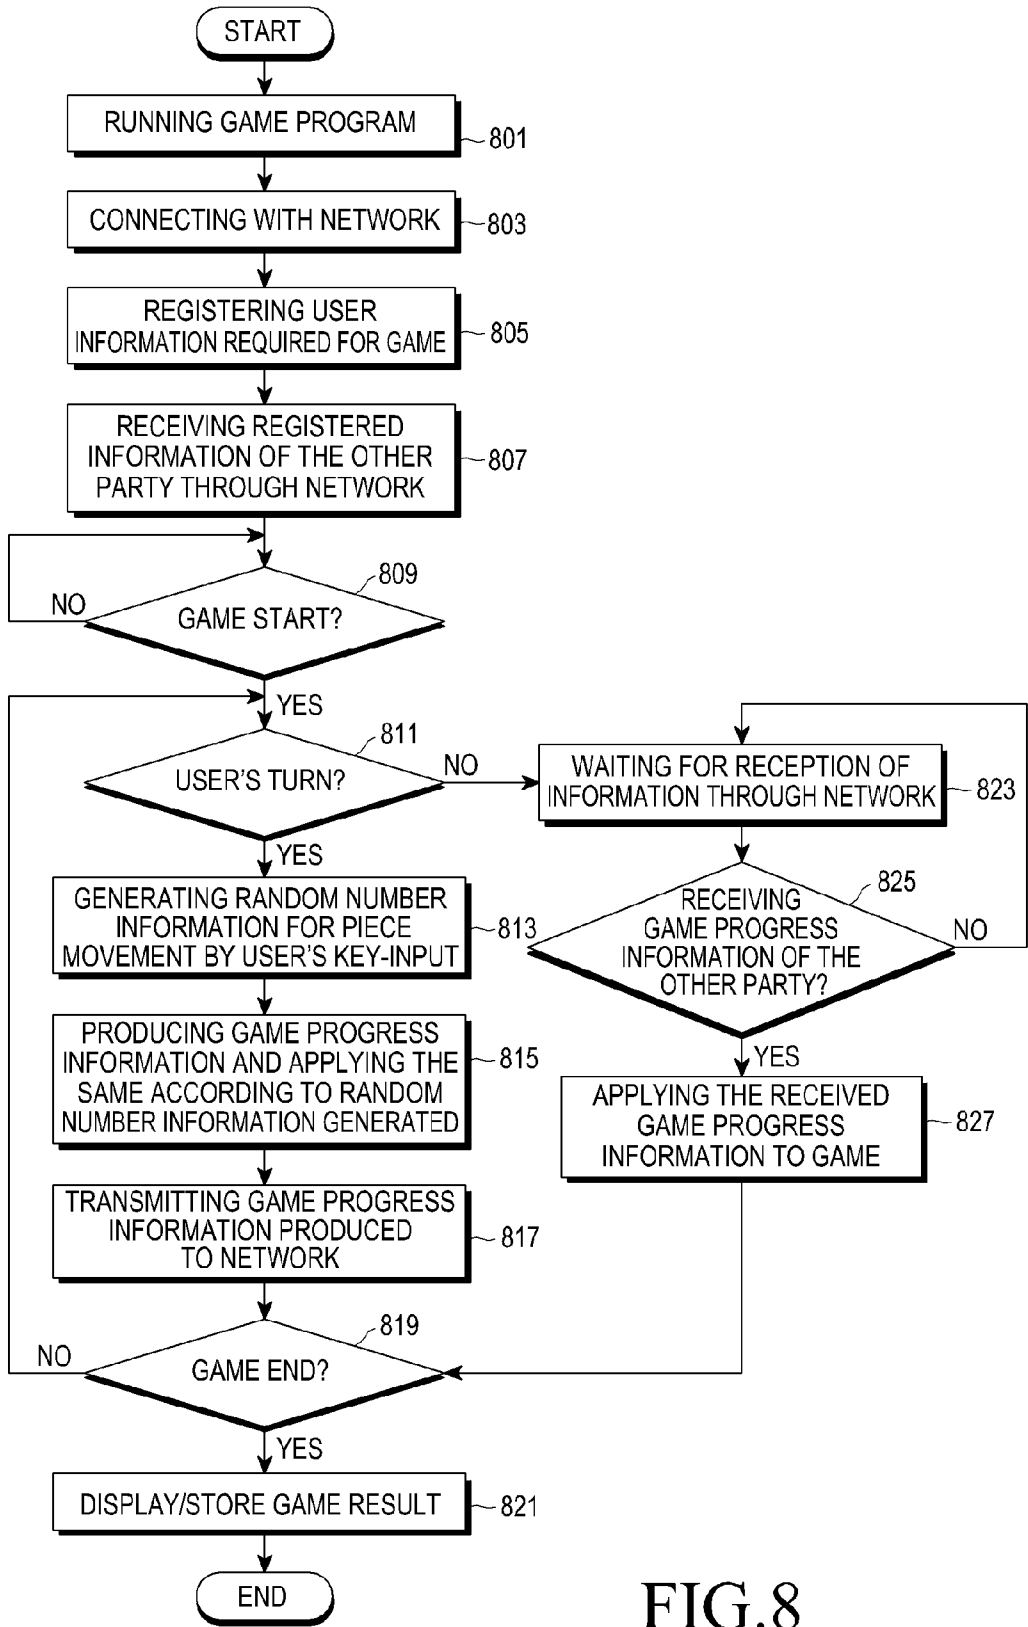 START
RUNNING GAME PROGRAM
801
CONNECTING WITH NETWORK
803
REGISTERING USER
INFORMATION REQUIRED FOR GAME
805
RECEIVING REGISTERED
INFORMATION OF THE OTHER
PARTY THROUGH NETWORK
807
809
NO
GAME START?
YES
811
USER'S TURN?
NO
YES
WAITING FOR RECEPTION OF
INFORMATION THROUGH NETWORK
823
825
RECEIVING
GAME PROGRESS
INFORMATION OF THE
OTHER PARTY?
NO
YES
GENERATING RANDOM NUMBER
INFORMATION FOR PIECE
MOVEMENT BY USER'S KEY-INPUT
813
PRODUCING GAME PROGRESS
INFORMATION AND APPLYING THE
SAME ACCORDING TO RANDOM
NUMBER INFORMATION GENERATED
815
APPLYING THE RECEIVED
GAME PROGRESS
INFORMATION TO GAME
827
TRANSMITTING GAME PROGRESS
INFORMATION PRODUCED
TO NETWORK
817
819
NO
GAME END?
YES
DISPLAY/STORE GAME RESULT
821
END
FIG.8